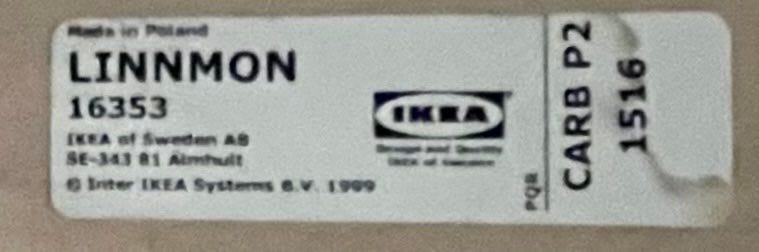 Made in Poland
LINNMON
16353
IKEA of Sweden AB
SE-343 81 Älmhult
© Inter IKEA Systems B.V. 1999
IKEA
Design and Quality
IKEA of Sweden
PQR
CARB P2
1516